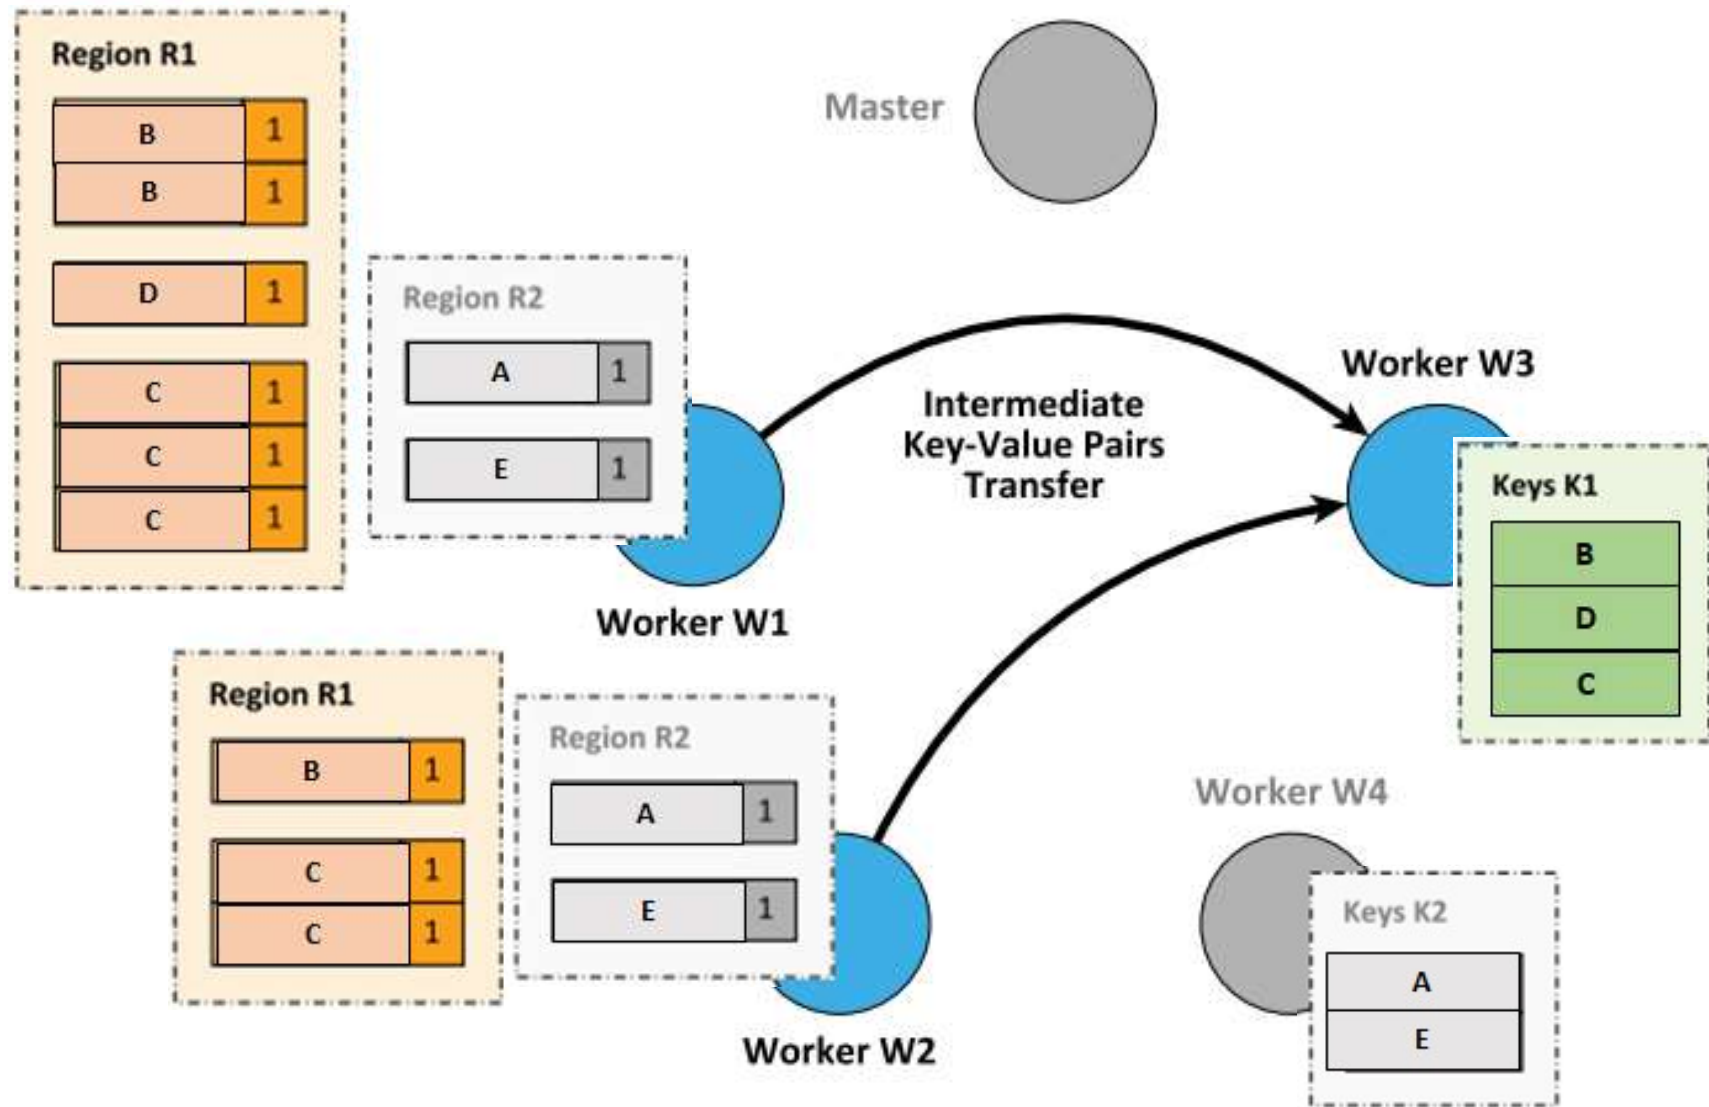 Region R1
B 1
B 1
D 1
C 1
C 1
C 1
Region R2
A 1
E 1
Worker W1
Master
Intermediate
Key-Value Pairs
Transfer
Worker W3
Keys K1
B
D
C
Region R1
B 1
C 1
C 1
Region R2
A 1
E 1
Worker W2
Worker W4
Keys K2
A
E